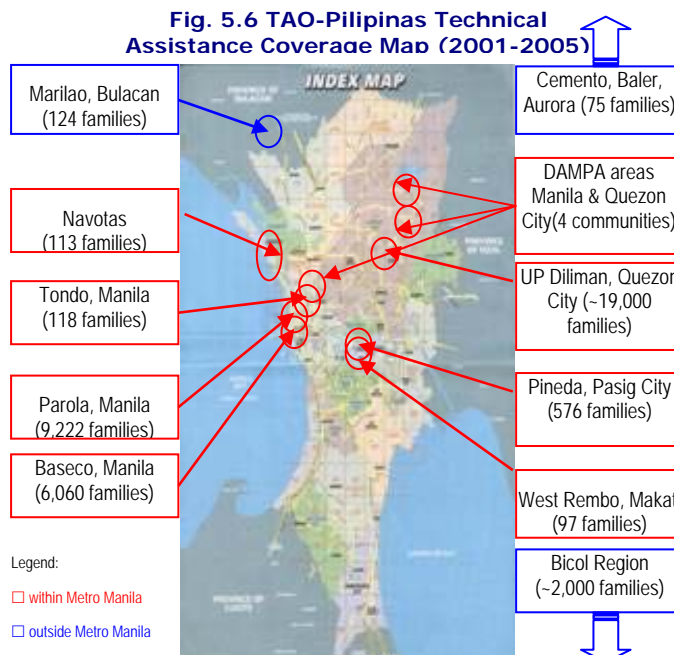 Fig. 5.6 TAO-Pilipinas Technical
Assistance Coverage Map (2001-2005)
INDEX MAP
Marilao, Bulacan
(124 families)
Navotas
(113 families)
Tondo, Manila
(118 families)
Parola, Manila
(9,222 families)
Baseco, Manila
(6,060 families)
Legend:
within Metro Manila
outside Metro Manila
Cemento, Baler,
Aurora (75 families)
DAMPA areas
Manila & Quezon
City(4 communities)
UP Diliman, Quezon
City (~19,000
families)
Pineda, Pasig City
(576 families)
West Rembo, Makat
(97 families)
Bicol Region
(~2,000 families)